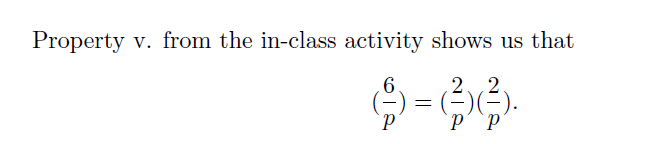 Property v. from the in-class activity shows us that
(6/p) = (2/p)(2/p).